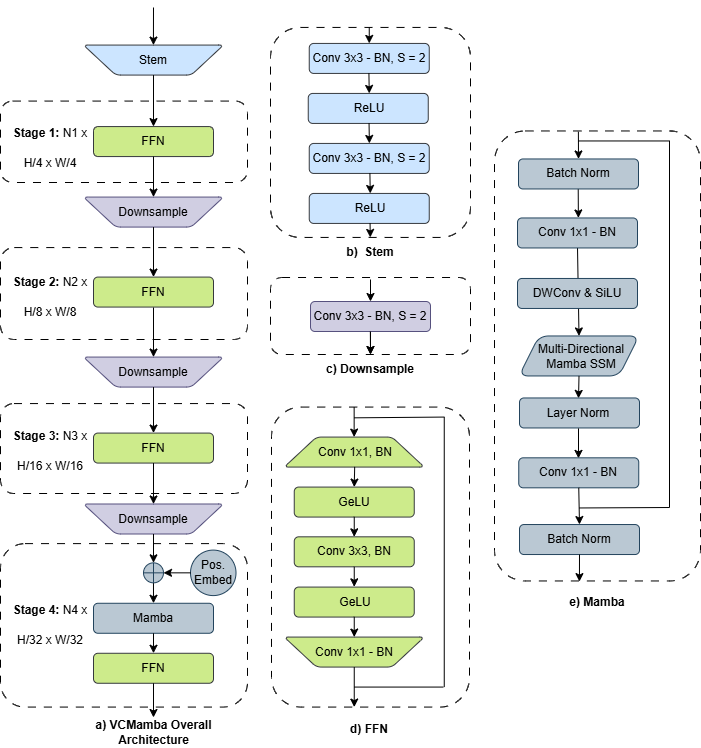 Stem
Stage 1: N1 x
H/4 x W/4
FFN
Downsample
Stage 2: N2 x
H/8 x W/8
FFN
Downsample
Stage 3: N3 x
H/16 x W/16
FFN
Downsample
Pos.
Embed
Stage 4: N4 x
H/32 x W/32
Mamba
FFN
a) VCMamba Overall
Architecture
Conv 3x3 - BN, S = 2
ReLU
Conv 3x3 - BN, S = 2
ReLU
b) Stem
Conv 3x3 - BN, S = 2
c) Downsample
Conv 1x1, BN
GeLU
Conv 3x3, BN
GeLU
Conv 1x1 - BN
d) FFN
Batch Norm
Conv 1x1 - BN
DWConv & SiLU
Multi-Directional
Mamba SSM
Layer Norm
Conv 1x1 - BN
Batch Norm
e) Mamba